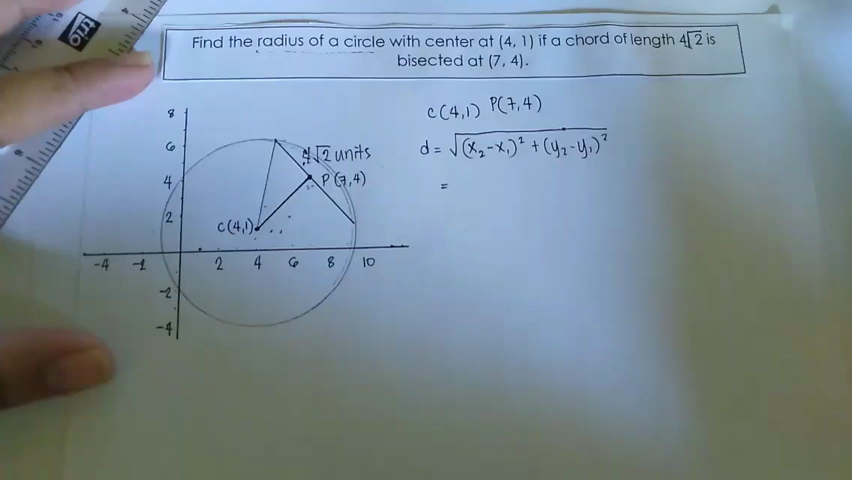 trio
Find the radius of a circle with center at (4, 1) if a chord of length 4√2 is
bisected at (7, 4).
C(4,1) P(7,4)
d = √(x₂-x₁)² + (y₂-y₁)²
=
8
6
4
2
-2
-4
-4
-2
2
4
6
8
10
4√2 units
P(7,4)
C(4,1)